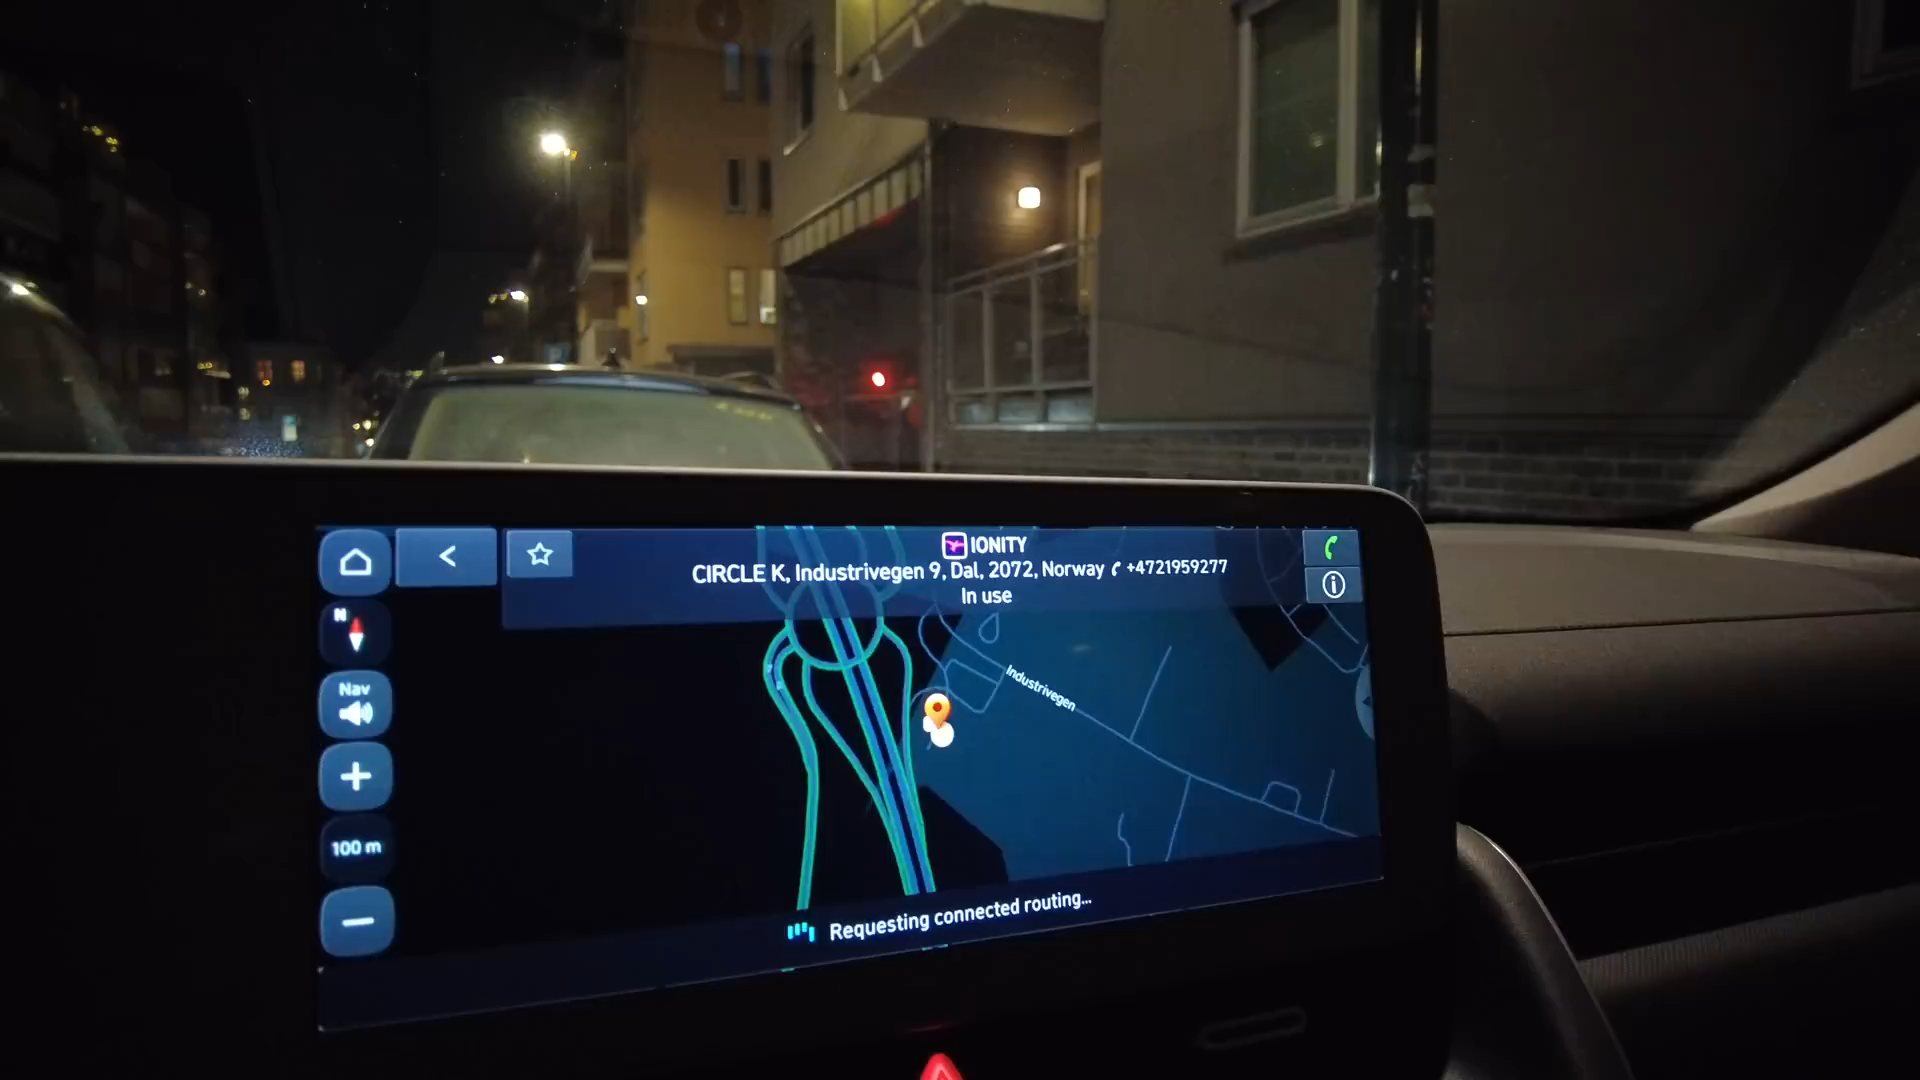 IONITY
CIRCLE K, Industrivegen 9, Dal, 2072, Norway +4721959277
In use
N
Nav
Industrivegen
100 m
Requesting connected routing...